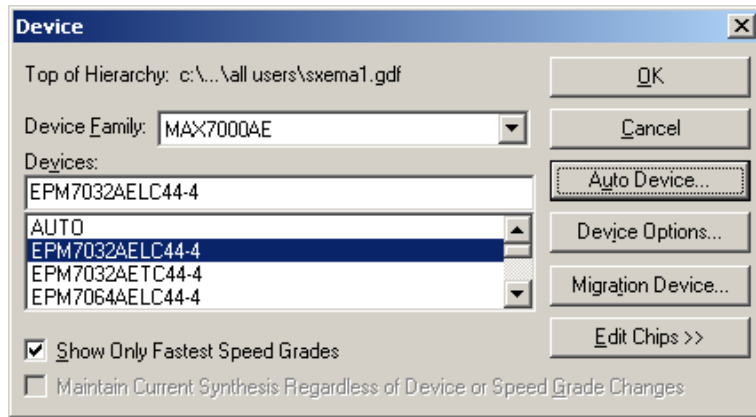 Device
Top of Hierarchy: c:\...\all users\sxema1.gdf
OK
Device Family: MAX7000AE
Cancel
Devices:
EPM7032AELC44-4
Auto Device...
AUTO
EPM7032AELC44-4
EPM7032AETC44-4
EPM7064AELC44-4
Device Options...
Migration Device...
Edit Chips >>
Show Only Fastest Speed Grades
Maintain Current Synthesis Regardless of Device or Speed Grade Changes